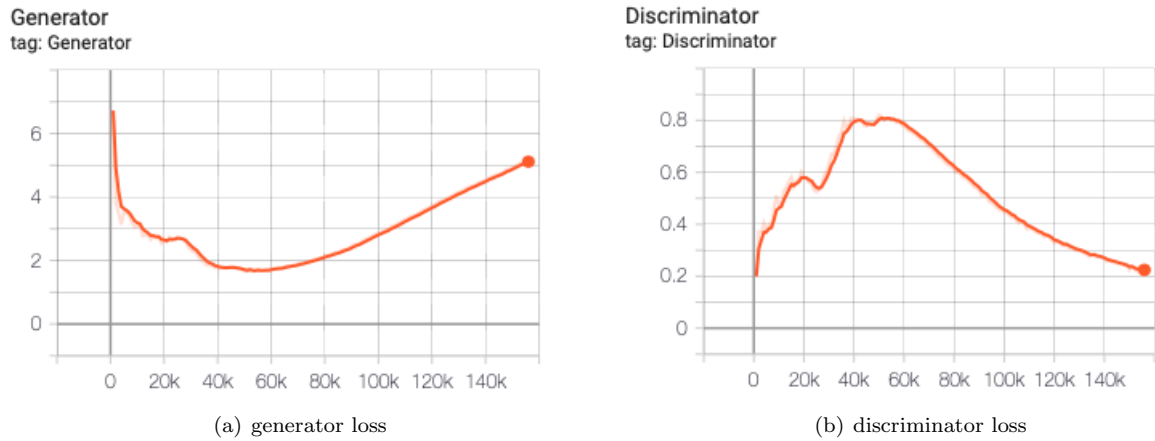 Generator
tag: Generator
6
4
2
0
0 20k 40k 60k 80k 100k 120k 140k
(a) generator loss
Discriminator
tag: Discriminator
0.8
0.6
0.4
0.2
0
0 20k 40k 60k 80k 100k 120k 140k
(b) discriminator loss